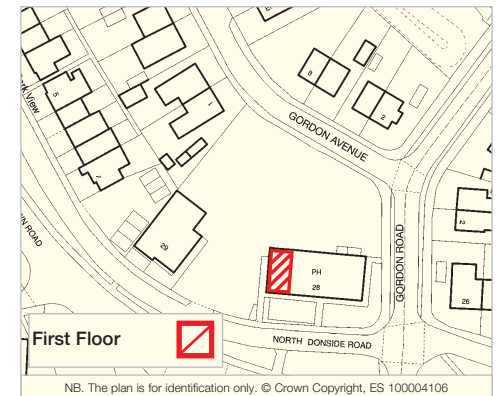 8
2
5
1
GORDON AVENUE
7
29
GORDON ROAD
PH
28
26
First Floor
NORTH DONSIDE ROAD
NB. The plan is for identification only. © Crown Copyright, ES 100004106